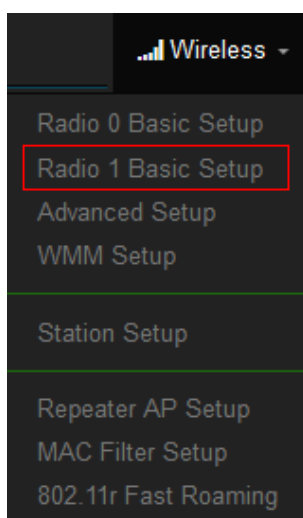 Wireless
Radio 0 Basic Setup
Radio 1 Basic Setup
Advanced Setup
WMM Setup
Station Setup
Repeater AP Setup
MAC Filter Setup
802.11r Fast Roaming